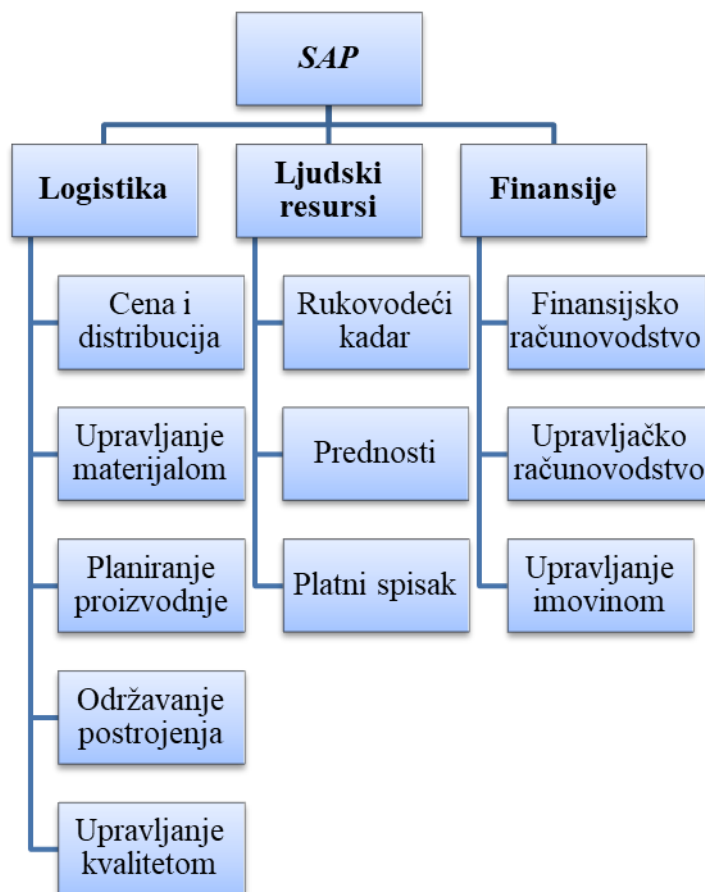 SAP
Logistika
Ljudski
resursi
Finansije
Cena i
distribucija
Upravljanje
materijalom
Planiranje
proizvodnje
Održavanje
postrojenja
Upravljanje
kvalitetom
Rukovodeći
kadar
Prednosti
Platni spisak
Finansijsko
računovodstvo
Upravljačko
računovodstvo
Upravljanje
imovinom